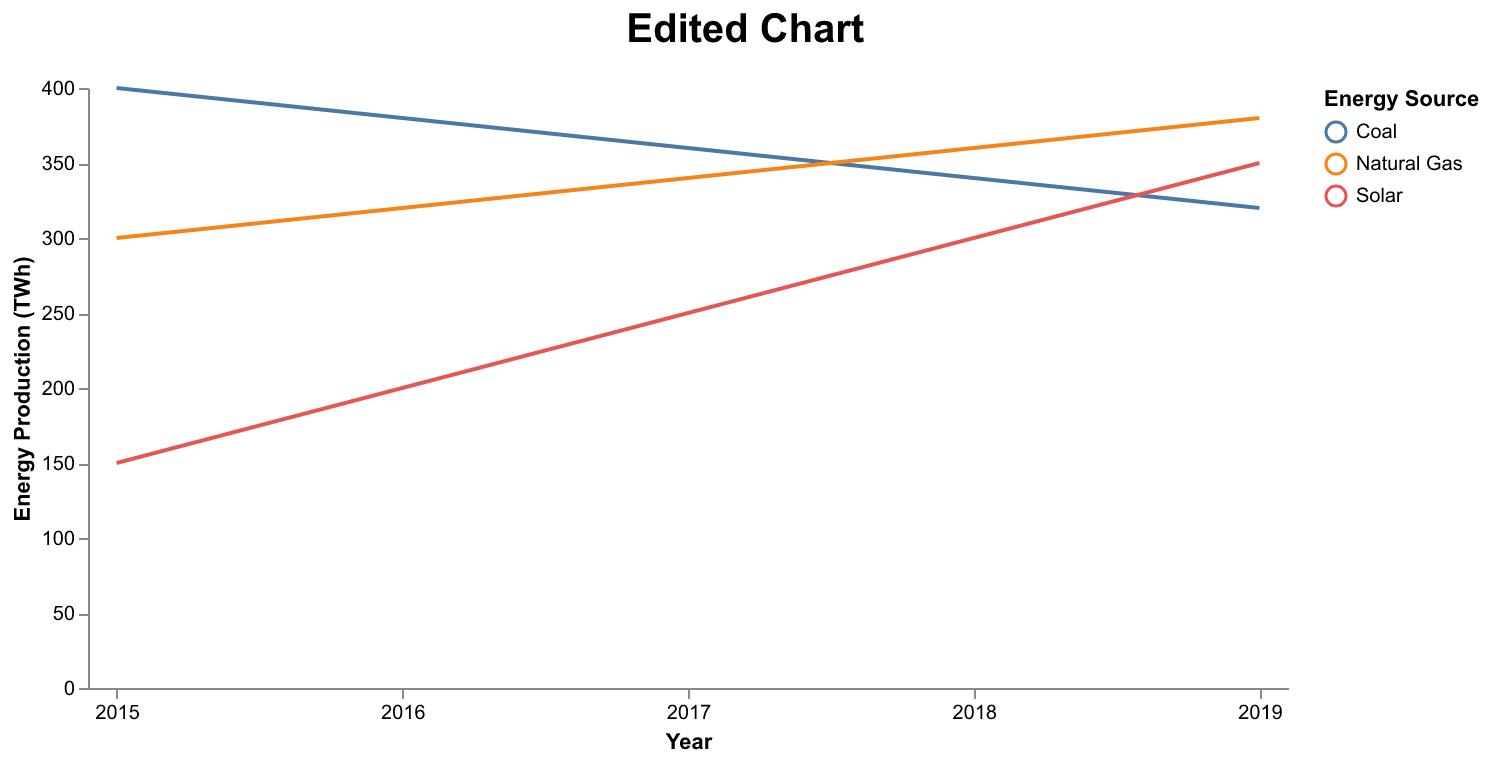 Edited Chart
Energy Production (TWh)
400
350
300
250
200
150
100
50
0
2015 2016 2017 2018 2019
Year
Energy Source
Coal
Natural Gas
Solar